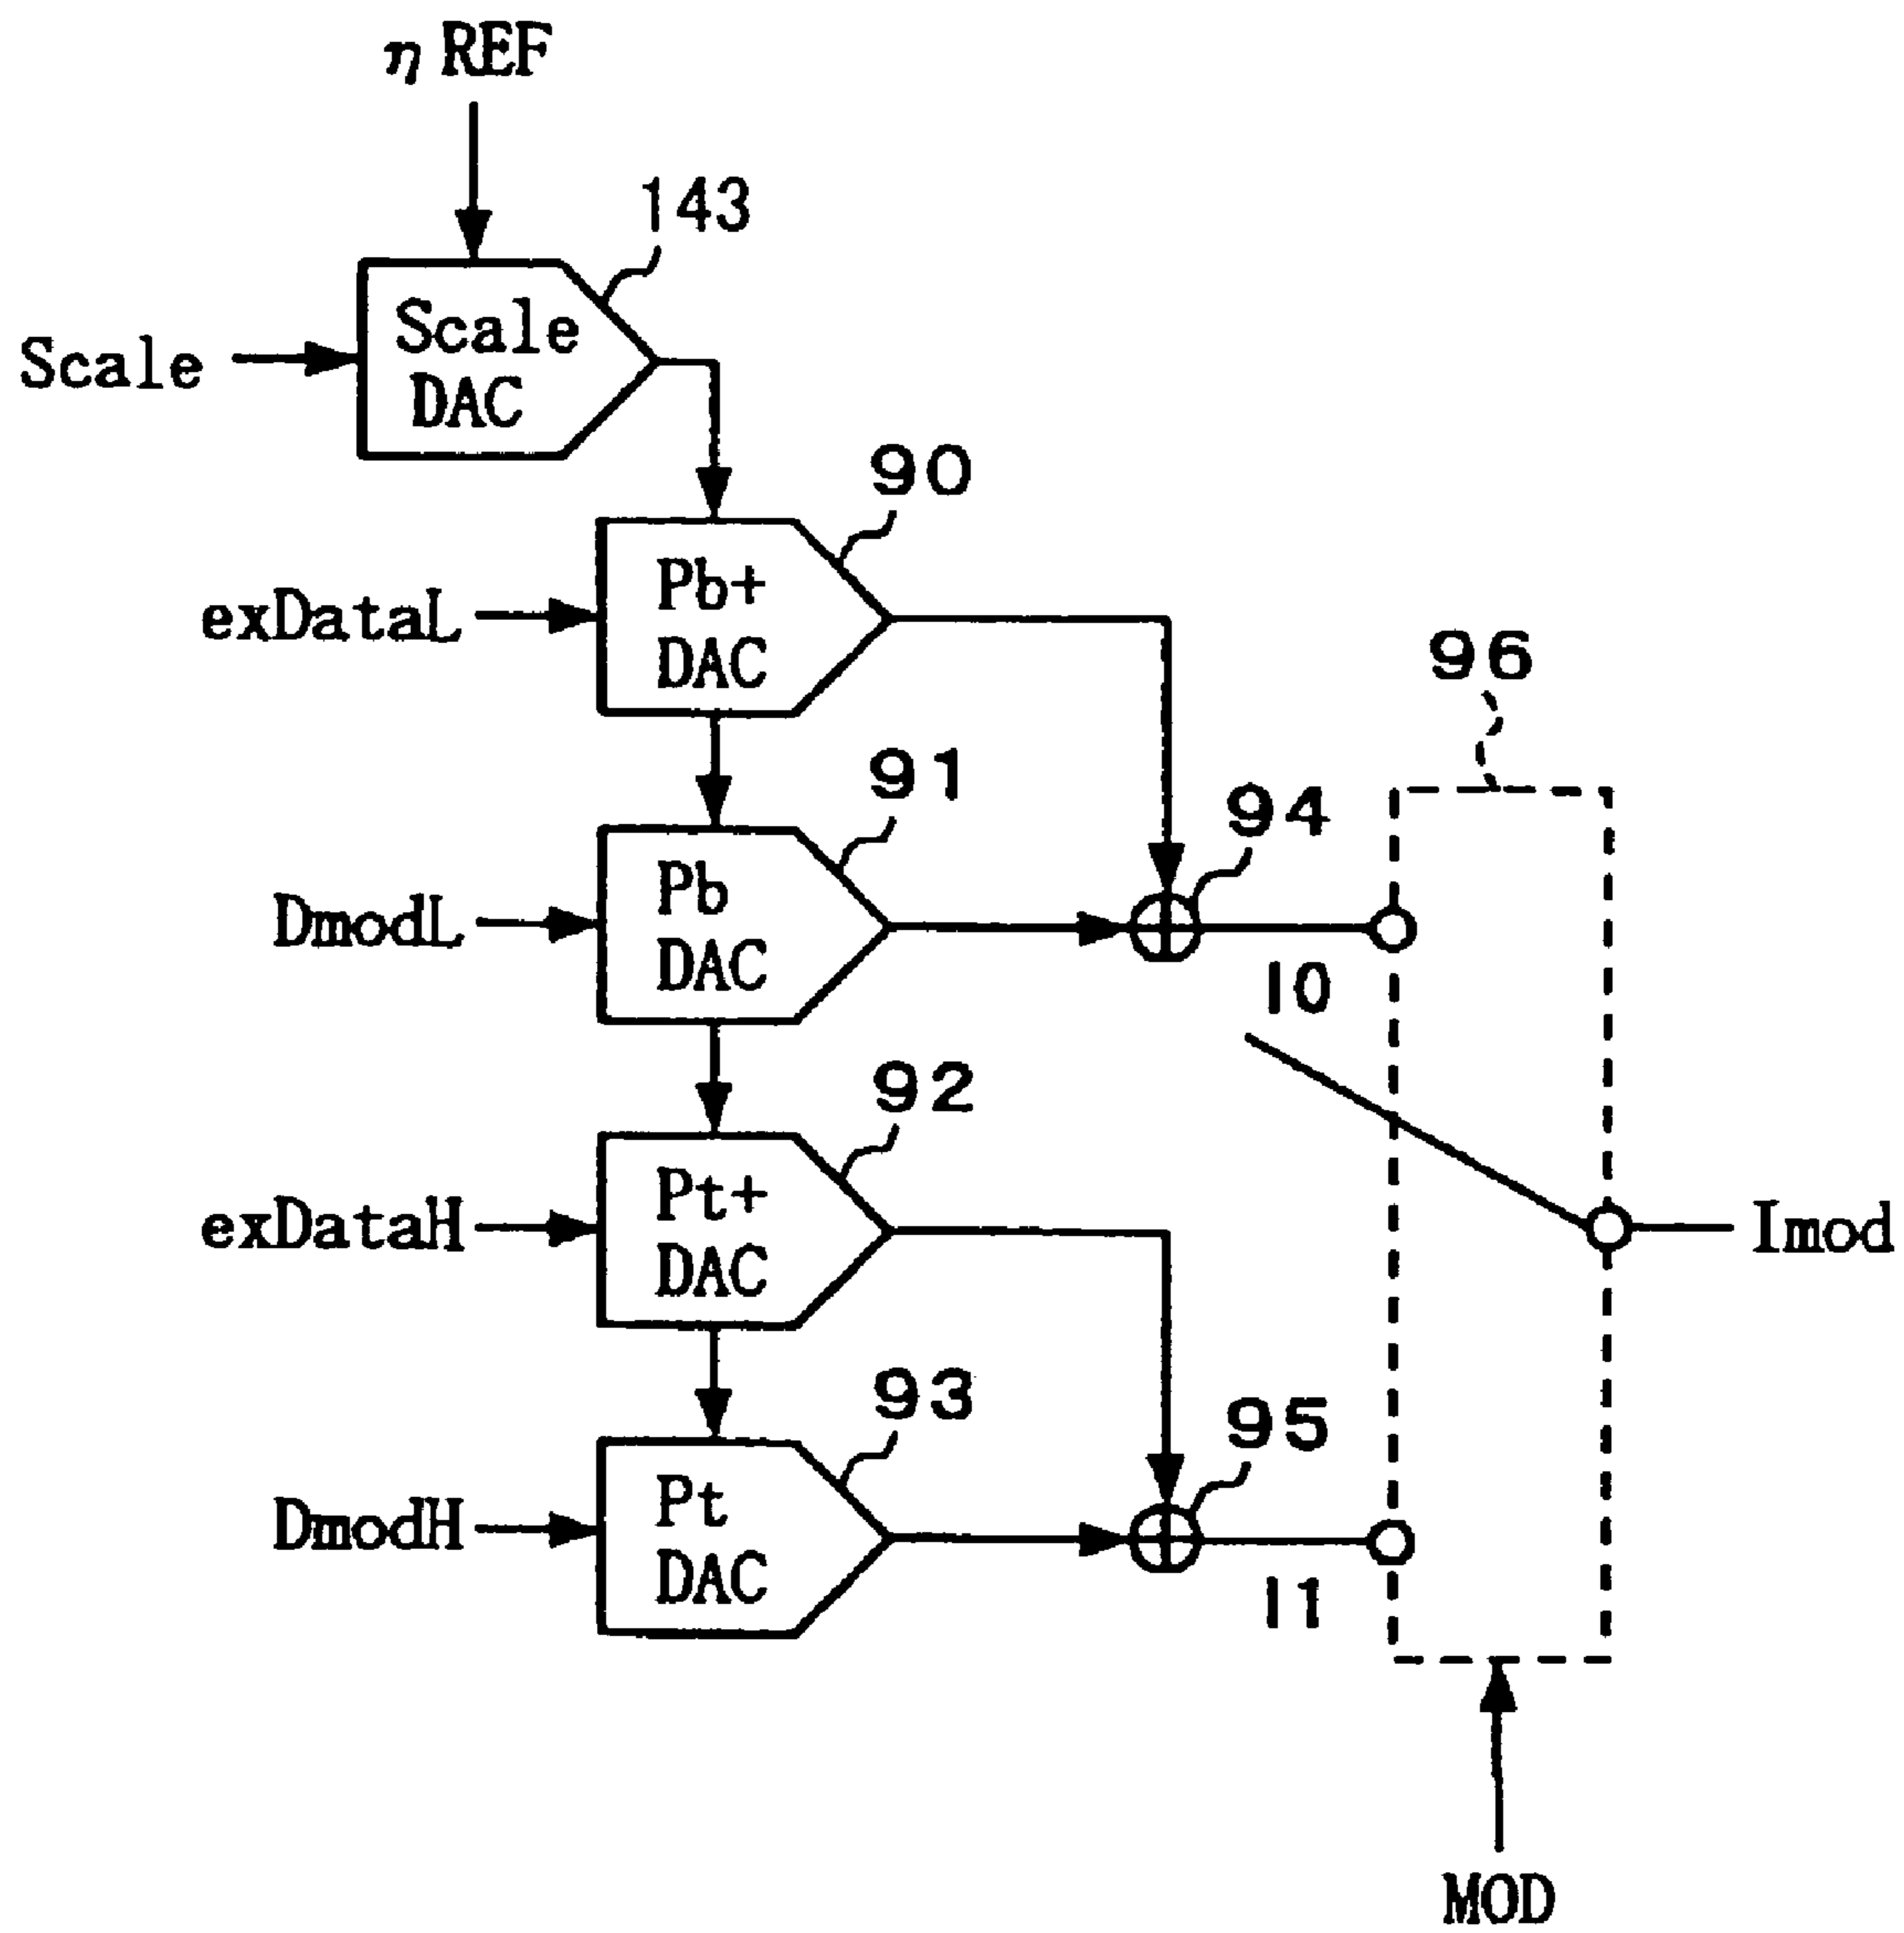 η REF
143
Scale
Scale
DAC
90
exDataL
Pb+
DAC
96
91
94
DmodL
Pb
DAC
I0
92
exDataH
Pt+
DAC
Imod
93
95
DmodH
Pt
DAC
I1
MOD